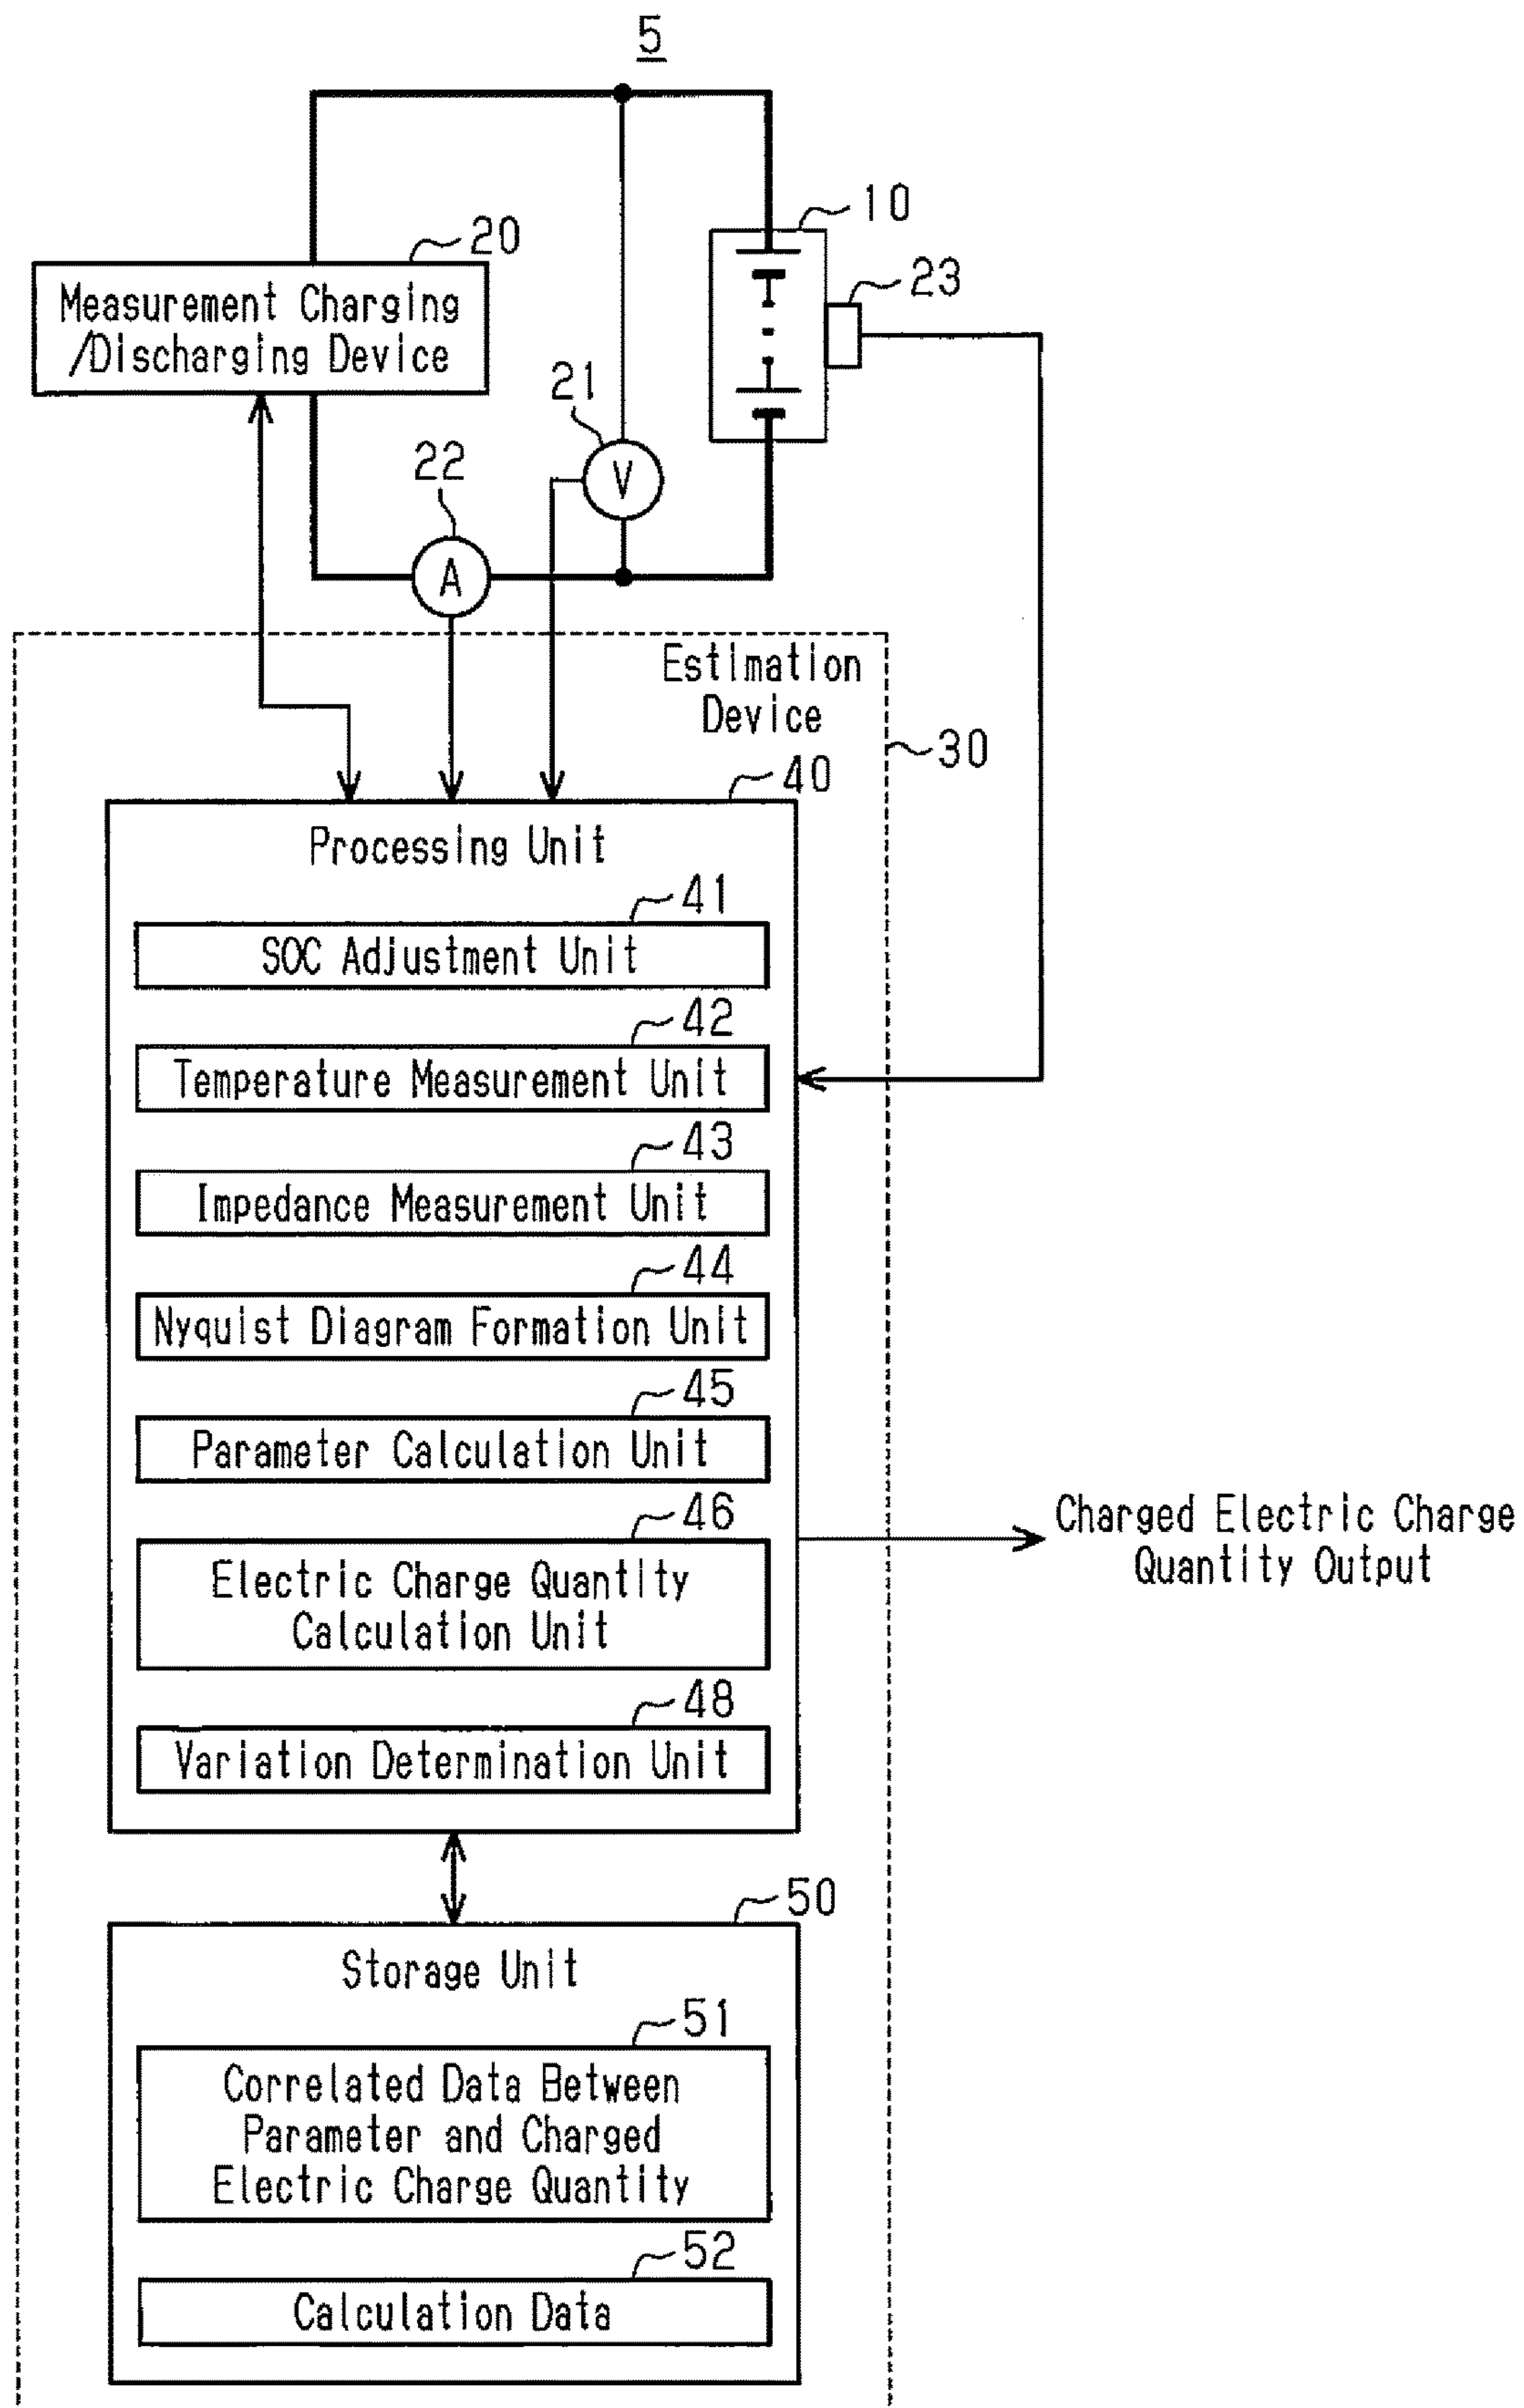 5
10
20
23
Measurement Charging
/Discharging Device
21
22
V
A
Estimation
Device
30
40
Processing Unit
41
SOC Adjustment Unit
42
Temperature Measurement Unit
43
Impedance Measurement Unit
44
Nyquist Diagram Formation Unit
45
Parameter Calculation Unit
46
Electric Charge Quantity
Calculation Unit
Charged Electric Charge
Quantity Output
48
Variation Determination Unit
50
Storage Unit
51
Correlated Data Between
Parameter and Charged
Electric Charge Quantity
52
Calculation Data